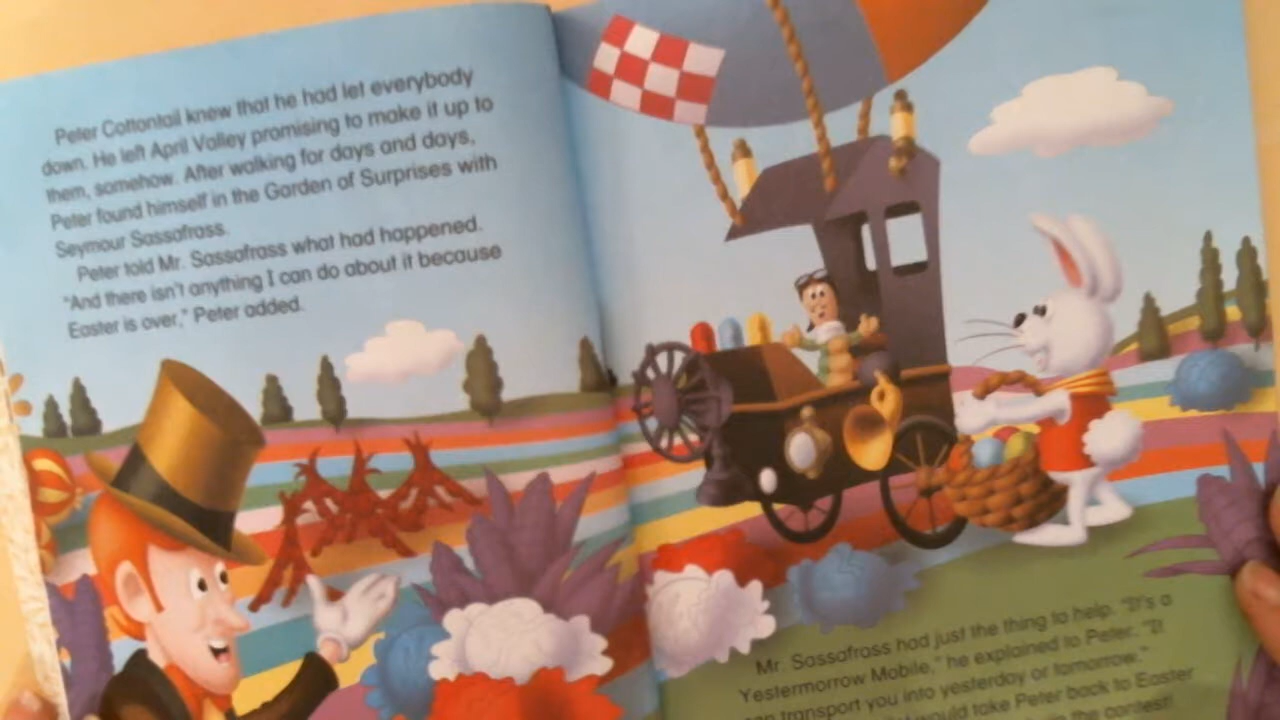 Peter Cottontail knew that he had let everybody
down. He left April Valley promising to make it up to
them, somehow. After walking for days and days,
Peter found himself in the Garden of Surprises with
Seymour Sassafrass.
Peter told Mr. Sassafrass what had happened.
"And there isn't anything I can do about it because
Easter is over," Peter added.
Mr. Sassafrass had just the thing to help. "It's a
Yestermorrow Mobile," he explained to Peter. "It
can transport you into yesterday or tomorrow."
would take Peter back to Easter
the contest!